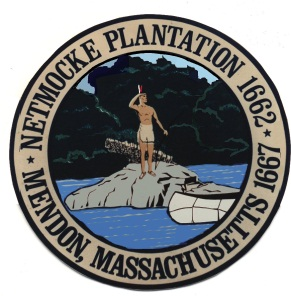 NETMOCKE PLANTATION 1662
MENDON, MASSACHUSETTS 1667